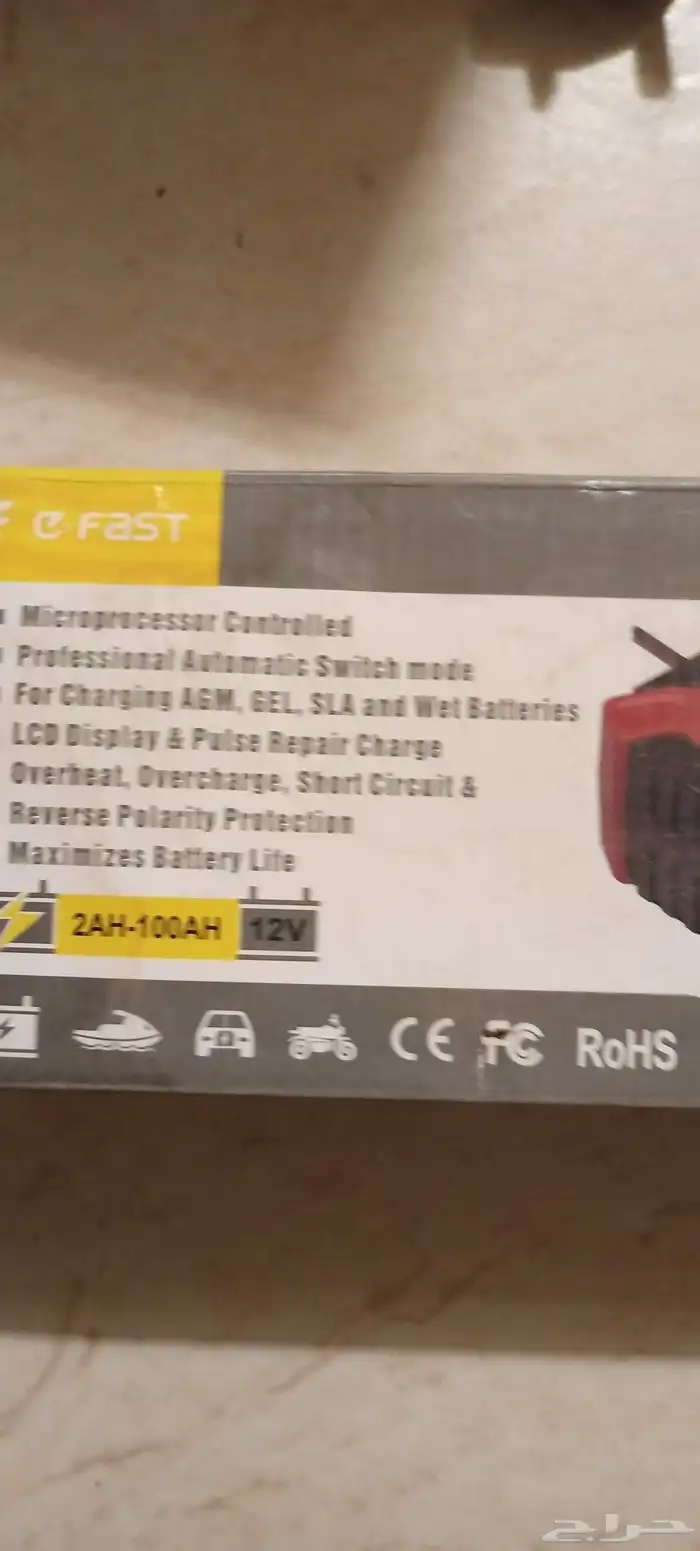 e FAST
Microprocessor Controlled
Professional Automatic Switch mode
For Charging AGM, GEL, SLA and Wet Batteries
LCD Display & Pulse Repair Charge
Overheat, Overcharge, Short Circuit &
Reverse Polarity Protection
Maximizes Battery Life
2AH-100AH 12V
CE FC RoHS
حراج